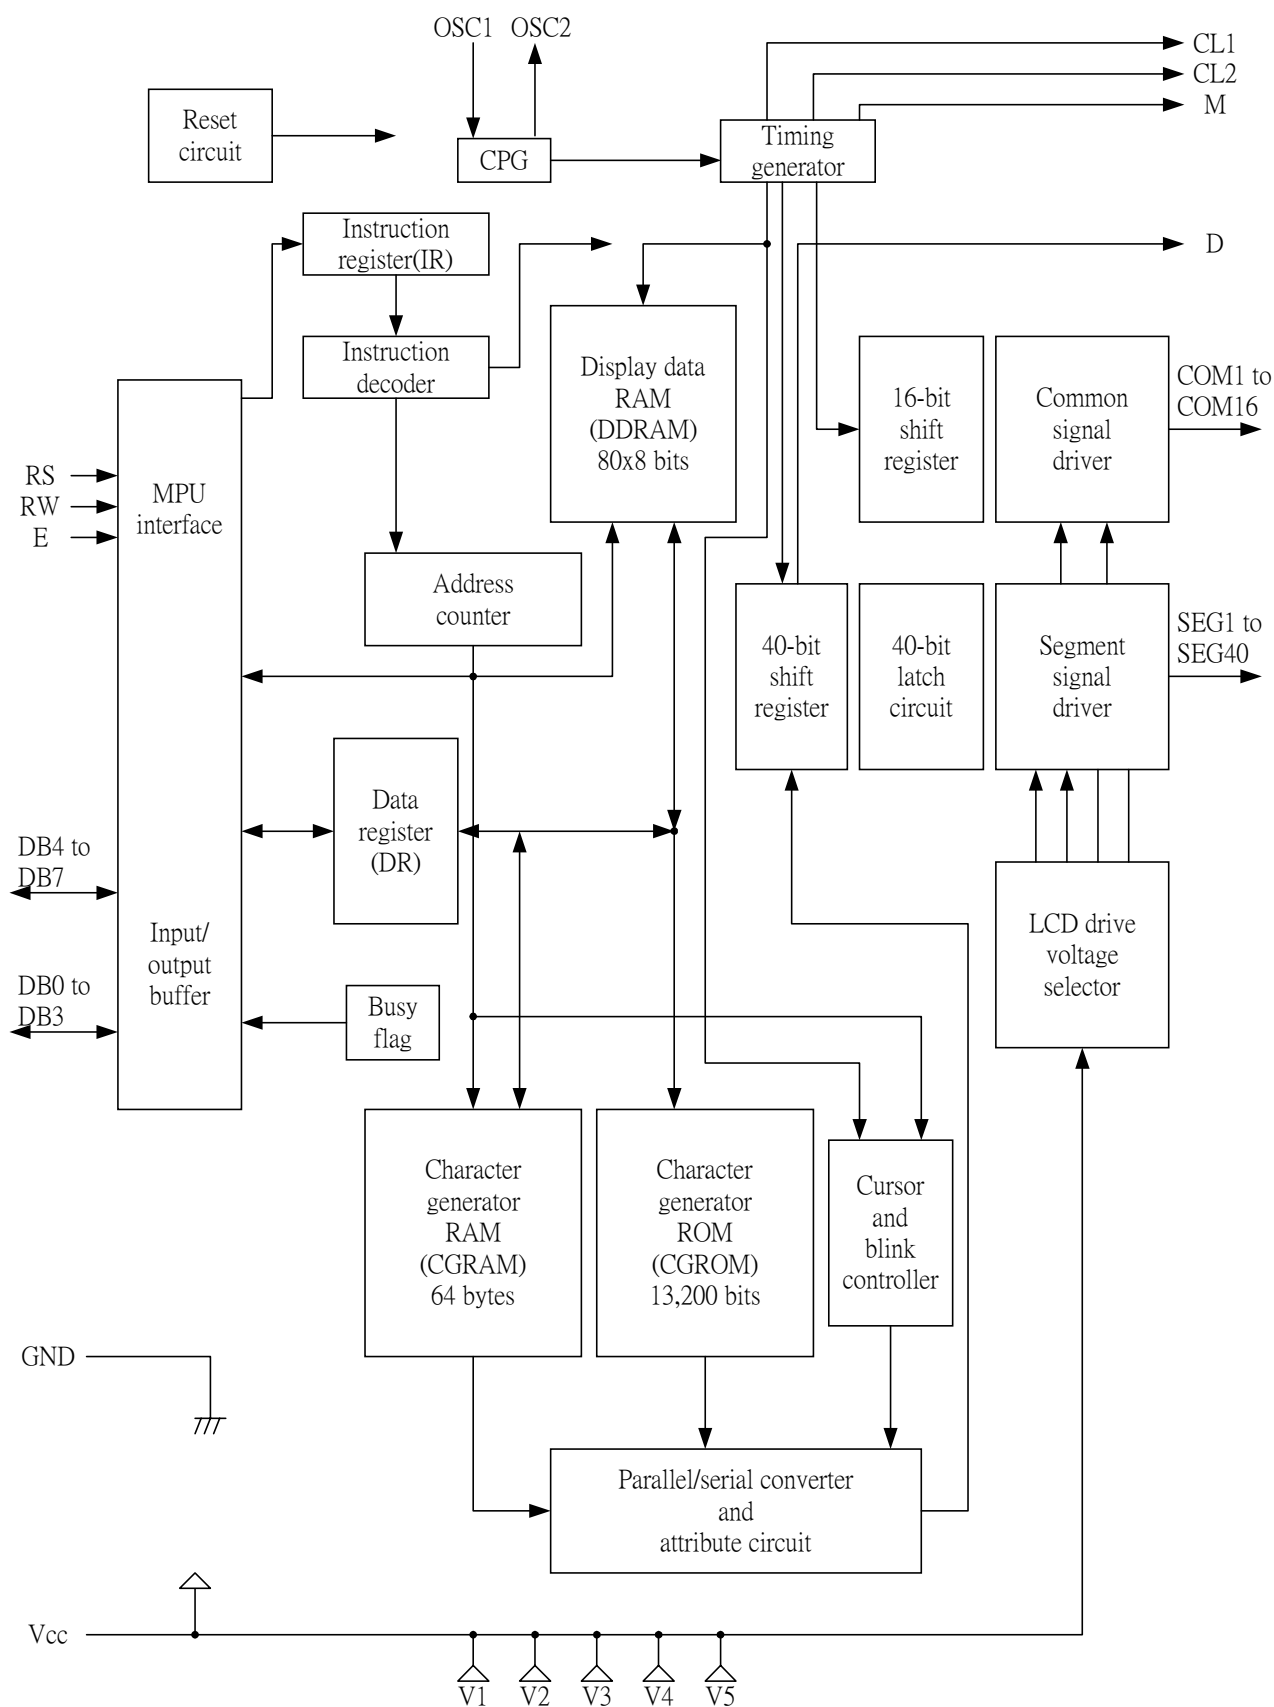 OSC1 OSC2
CL1
CL2
M
Reset
circuit
CPG
Timing
generator
Instruction
register(IR)
D
Instruction
decoder
Display data
RAM
(DDRAM)
80x8 bits
16-bit
shift
register
Common
signal
driver
COM1 to
COM16
RS
RW
E
MPU
interface
Address
counter
40-bit
shift
register
40-bit
latch
circuit
Segment
signal
driver
SEG1 to
SEG40
Data
register
(DR)
DB4 to
DB7
Input/
output
buffer
LCD drive
voltage
selector
DB0 to
DB3
Busy
flag
Character
generator
RAM
(CGRAM)
64 bytes
Character
generator
ROM
(CGROM)
13,200 bits
Cursor
and
blink
controller
GND
Parallel/serial converter
and
attribute circuit
Vcc
V1 V2 V3 V4 V5